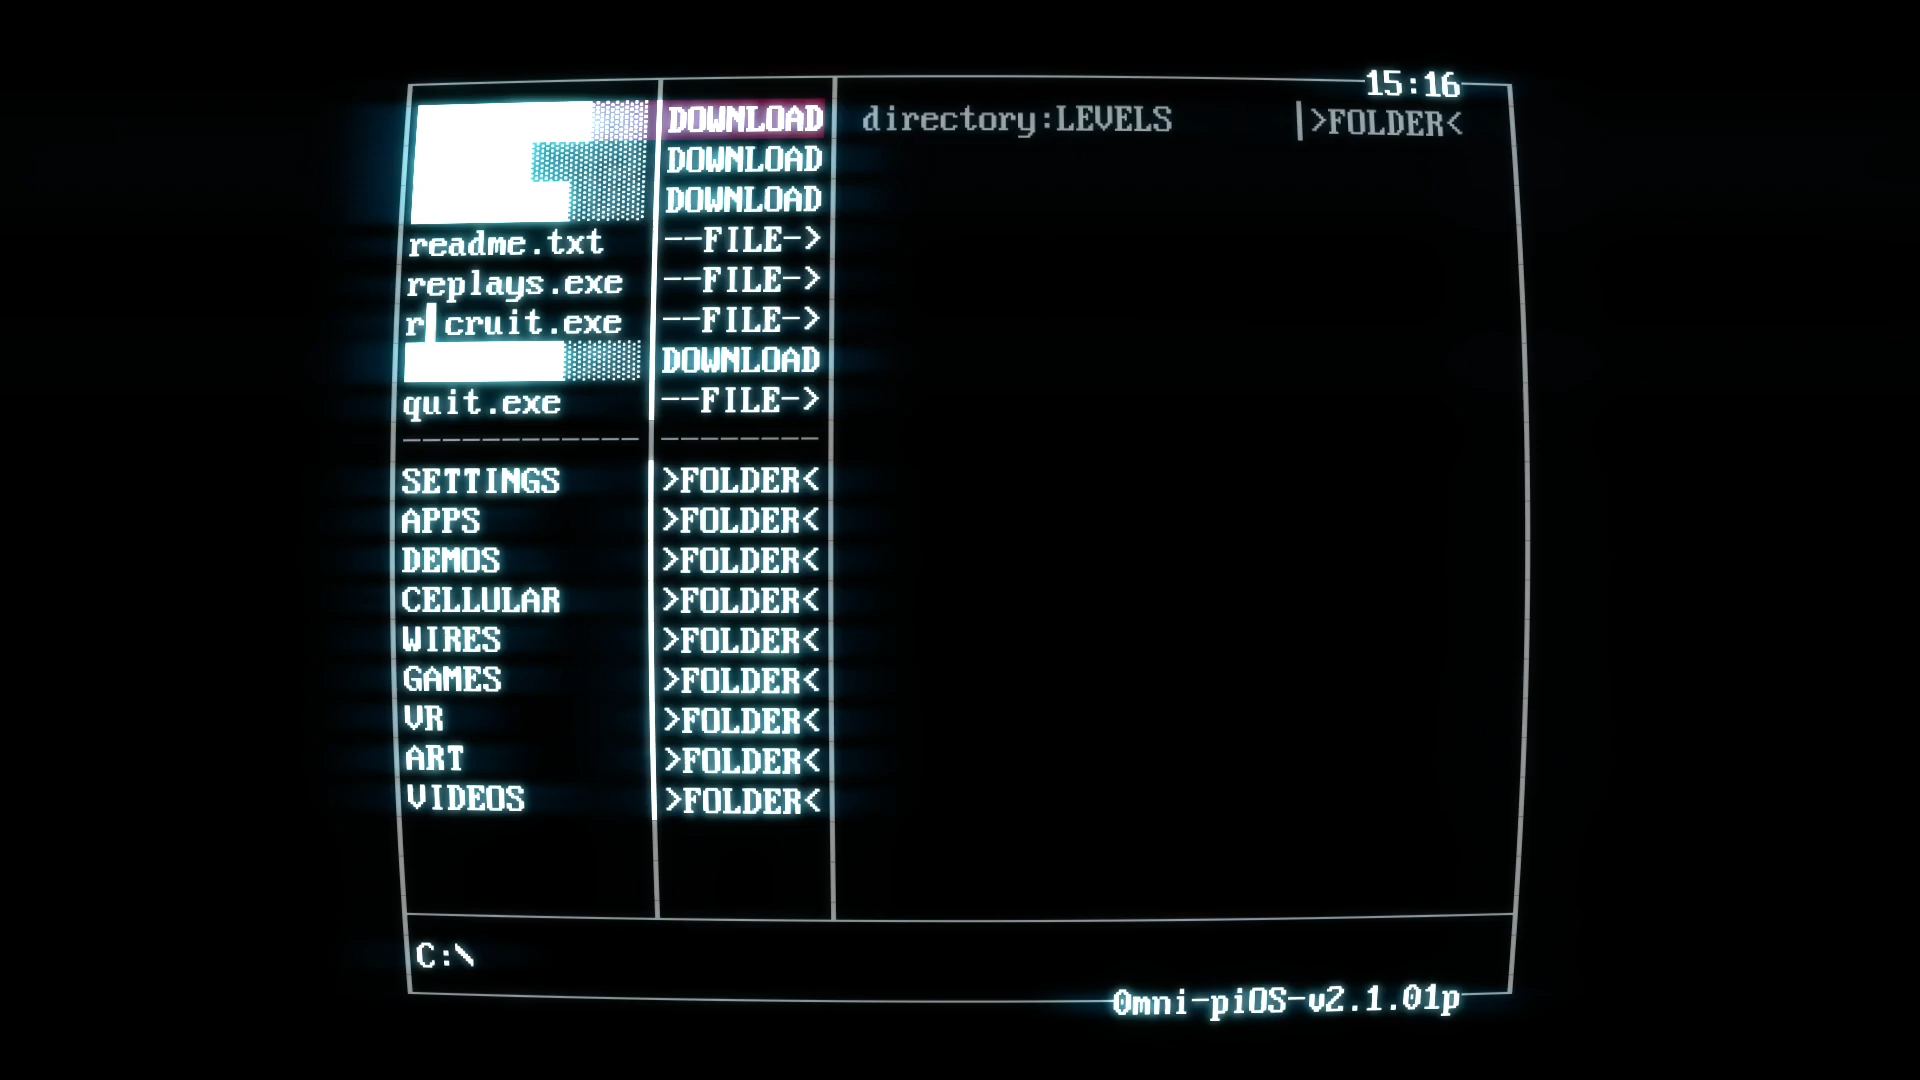 15:16
DOWNLOAD directory:LEVELS |>FOLDER<
DOWNLOAD
DOWNLOAD
readme.txt --FILE->
replays.exe --FILE->
r cruit.exe --FILE->
DOWNLOAD
quit.exe --FILE->
SETTINGS >FOLDER<
APPS >FOLDER<
DEMOS >FOLDER<
CELLULAR >FOLDER<
WIRES >FOLDER<
GAMES >FOLDER<
VR >FOLDER<
ART >FOLDER<
VIDEOS >FOLDER<
C:\
0mni-piOS-v2.1.01p